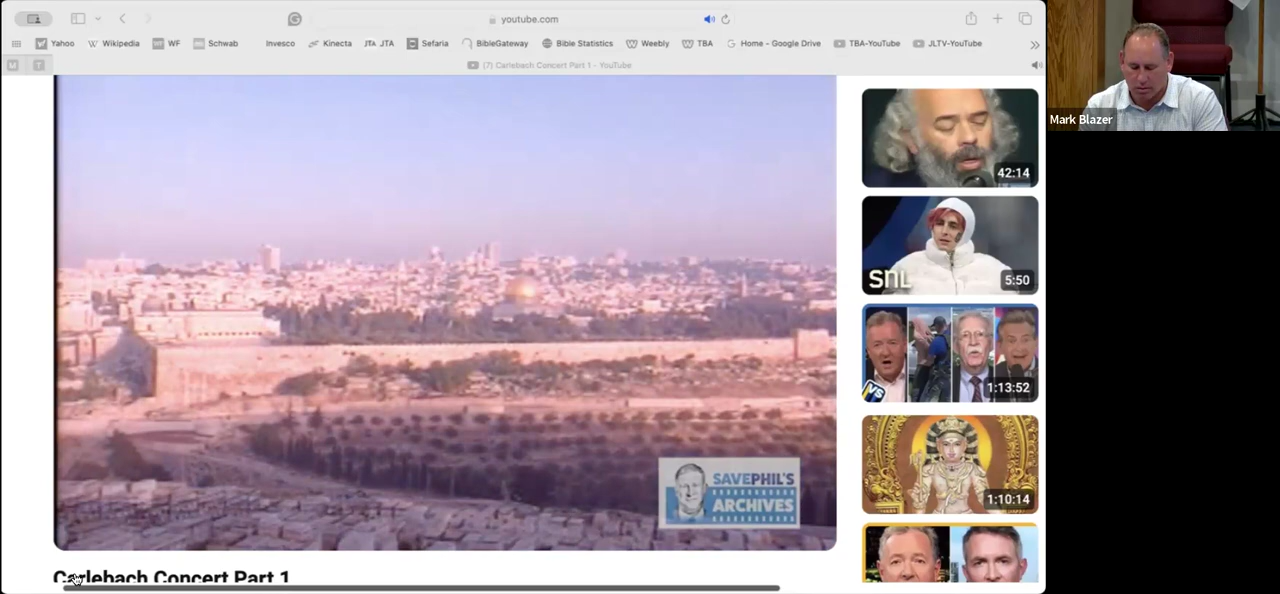 youtube.com
Yahoo
Wikipedia
WF
Schwab
Invesco
Kinecta
JTA JTA
Sefaria
BibleGateway
Bible Statistics
Weebly
TBA
Home - Google Drive
TBA-YouTube
JLTV-YouTube
M
T
(7) Carlebach Concert Part 1 - YouTube
Mark Blazer
42:14
SNL
5:50
VS
1:13:52
1:10:14
SAVEPHIL'S
ARCHIVES
Carlebach Concert Part 1